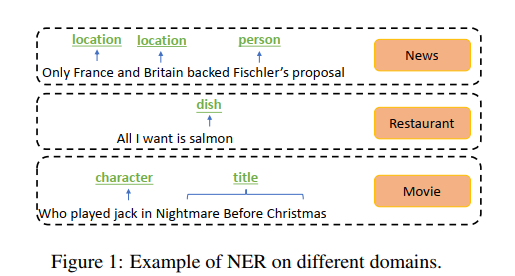 location location person
Only France and Britain backed Fischler's proposal
News
dish
All I want is salmon
Restaurant
character title
Who played jack in Nightmare Before Christmas
Movie
Figure 1: Example of NER on different domains.